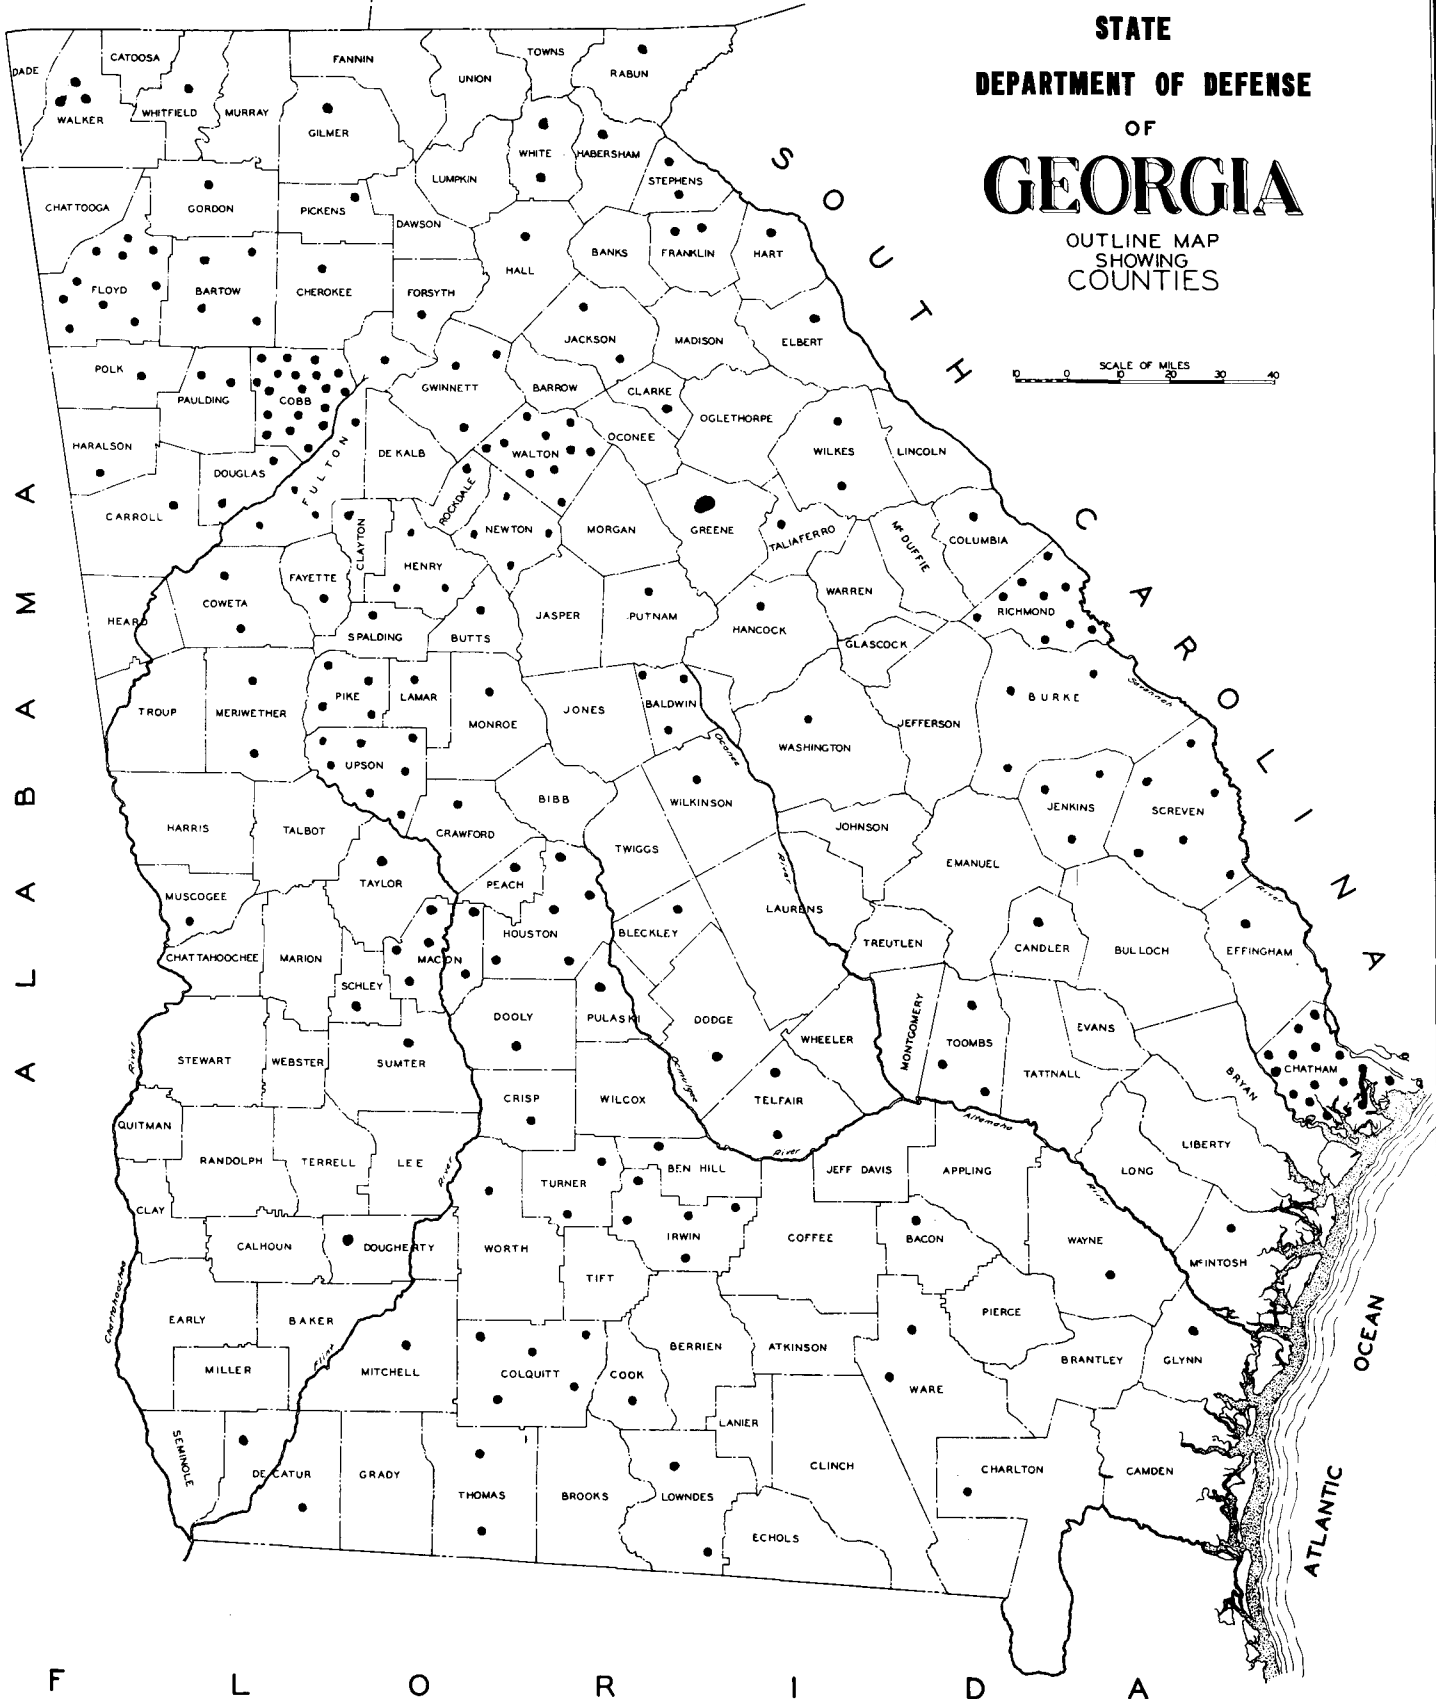 STATE
DEPARTMENT OF DEFENSE
OF
GEORGIA
OUTLINE MAP
SHOWING
COUNTIES
SCALE OF MILES
10 0 10 20 30 40
SOUTH CAROLINA
ALABAMA
FLORIDA
ATLANTIC OCEAN
DADE
CATOOSA
FANNIN
UNION
TOWNS
RABUN
WALKER
WHITFIELD
MURRAY
GILMER
WHITE
HABERSHAM
LUMPKIN
STEPHENS
CHATTOOGA
GORDON
PICKENS
DAWSON
HALL
BANKS
FRANKLIN
HART
FLOYD
BARTOW
CHEROKEE
FORSYTH
JACKSON
MADISON
ELBERT
POLK
PAULDING
COBB
GWINNETT
BARROW
CLARKE
OGLETHORPE
HARALSON
DOUGLAS
FULTON
DE KALB
WALTON
OCONEE
WILKES
LINCOLN
CARROLL
CLAYTON
ROCKDALE
NEWTON
MORGAN
GREENE
TALIAFERRO
McDUFFIE
COLUMBIA
HEARD
COWETA
FAYETTE
HENRY
SPALDING
BUTTS
JASPER
PUTNAM
HANCOCK
WARREN
GLASCOCK
RICHMOND
TROUP
MERIWETHER
PIKE
LAMAR
MONROE
JONES
BALDWIN
WASHINGTON
JEFFERSON
BURKE
Savannah
UPSON
Oconee
HARRIS
TALBOT
CRAWFORD
BIBB
WILKINSON
TWIGGS
JOHNSON
JENKINS
SCREVEN
EMANUEL
MUSCOGEE
TAYLOR
PEACH
River
LAURENS
River
CHATTAHOOCHEE
MARION
SCHLEY
MACON
HOUSTON
BLECKLEY
TREUTLEN
CANDLER
BULLOCH
EFFINGHAM
STEWART
WEBSTER
SUMTER
DOOLY
PULASKI
DODGE
WHEELER
MONTGOMERY
TOOMBS
EVANS
TATTNALL
BRYAN
CHATHAM
River
QUITMAN
RANDOLPH
TERRELL
LEE
CRISP
WILCOX
Ocmulgee
TELFAIR
Altamaha
LIBERTY
LONG
CLAY
River
TURNER
BEN HILL
River
JEFF DAVIS
APPLING
River
CALHOUN
DOUGHERTY
WORTH
IRWIN
COFFEE
BACON
WAYNE
McINTOSH
Chattahoochee
TIFT
EARLY
BAKER
PIERCE
MILLER
Flint
MITCHELL
COLQUITT
COOK
BERRIEN
ATKINSON
WARE
BRANTLEY
GLYNN
LANIER
SEMINOLE
DECATUR
GRADY
THOMAS
BROOKS
LOWNDES
CLINCH
CHARLTON
CAMDEN
ECHOLS